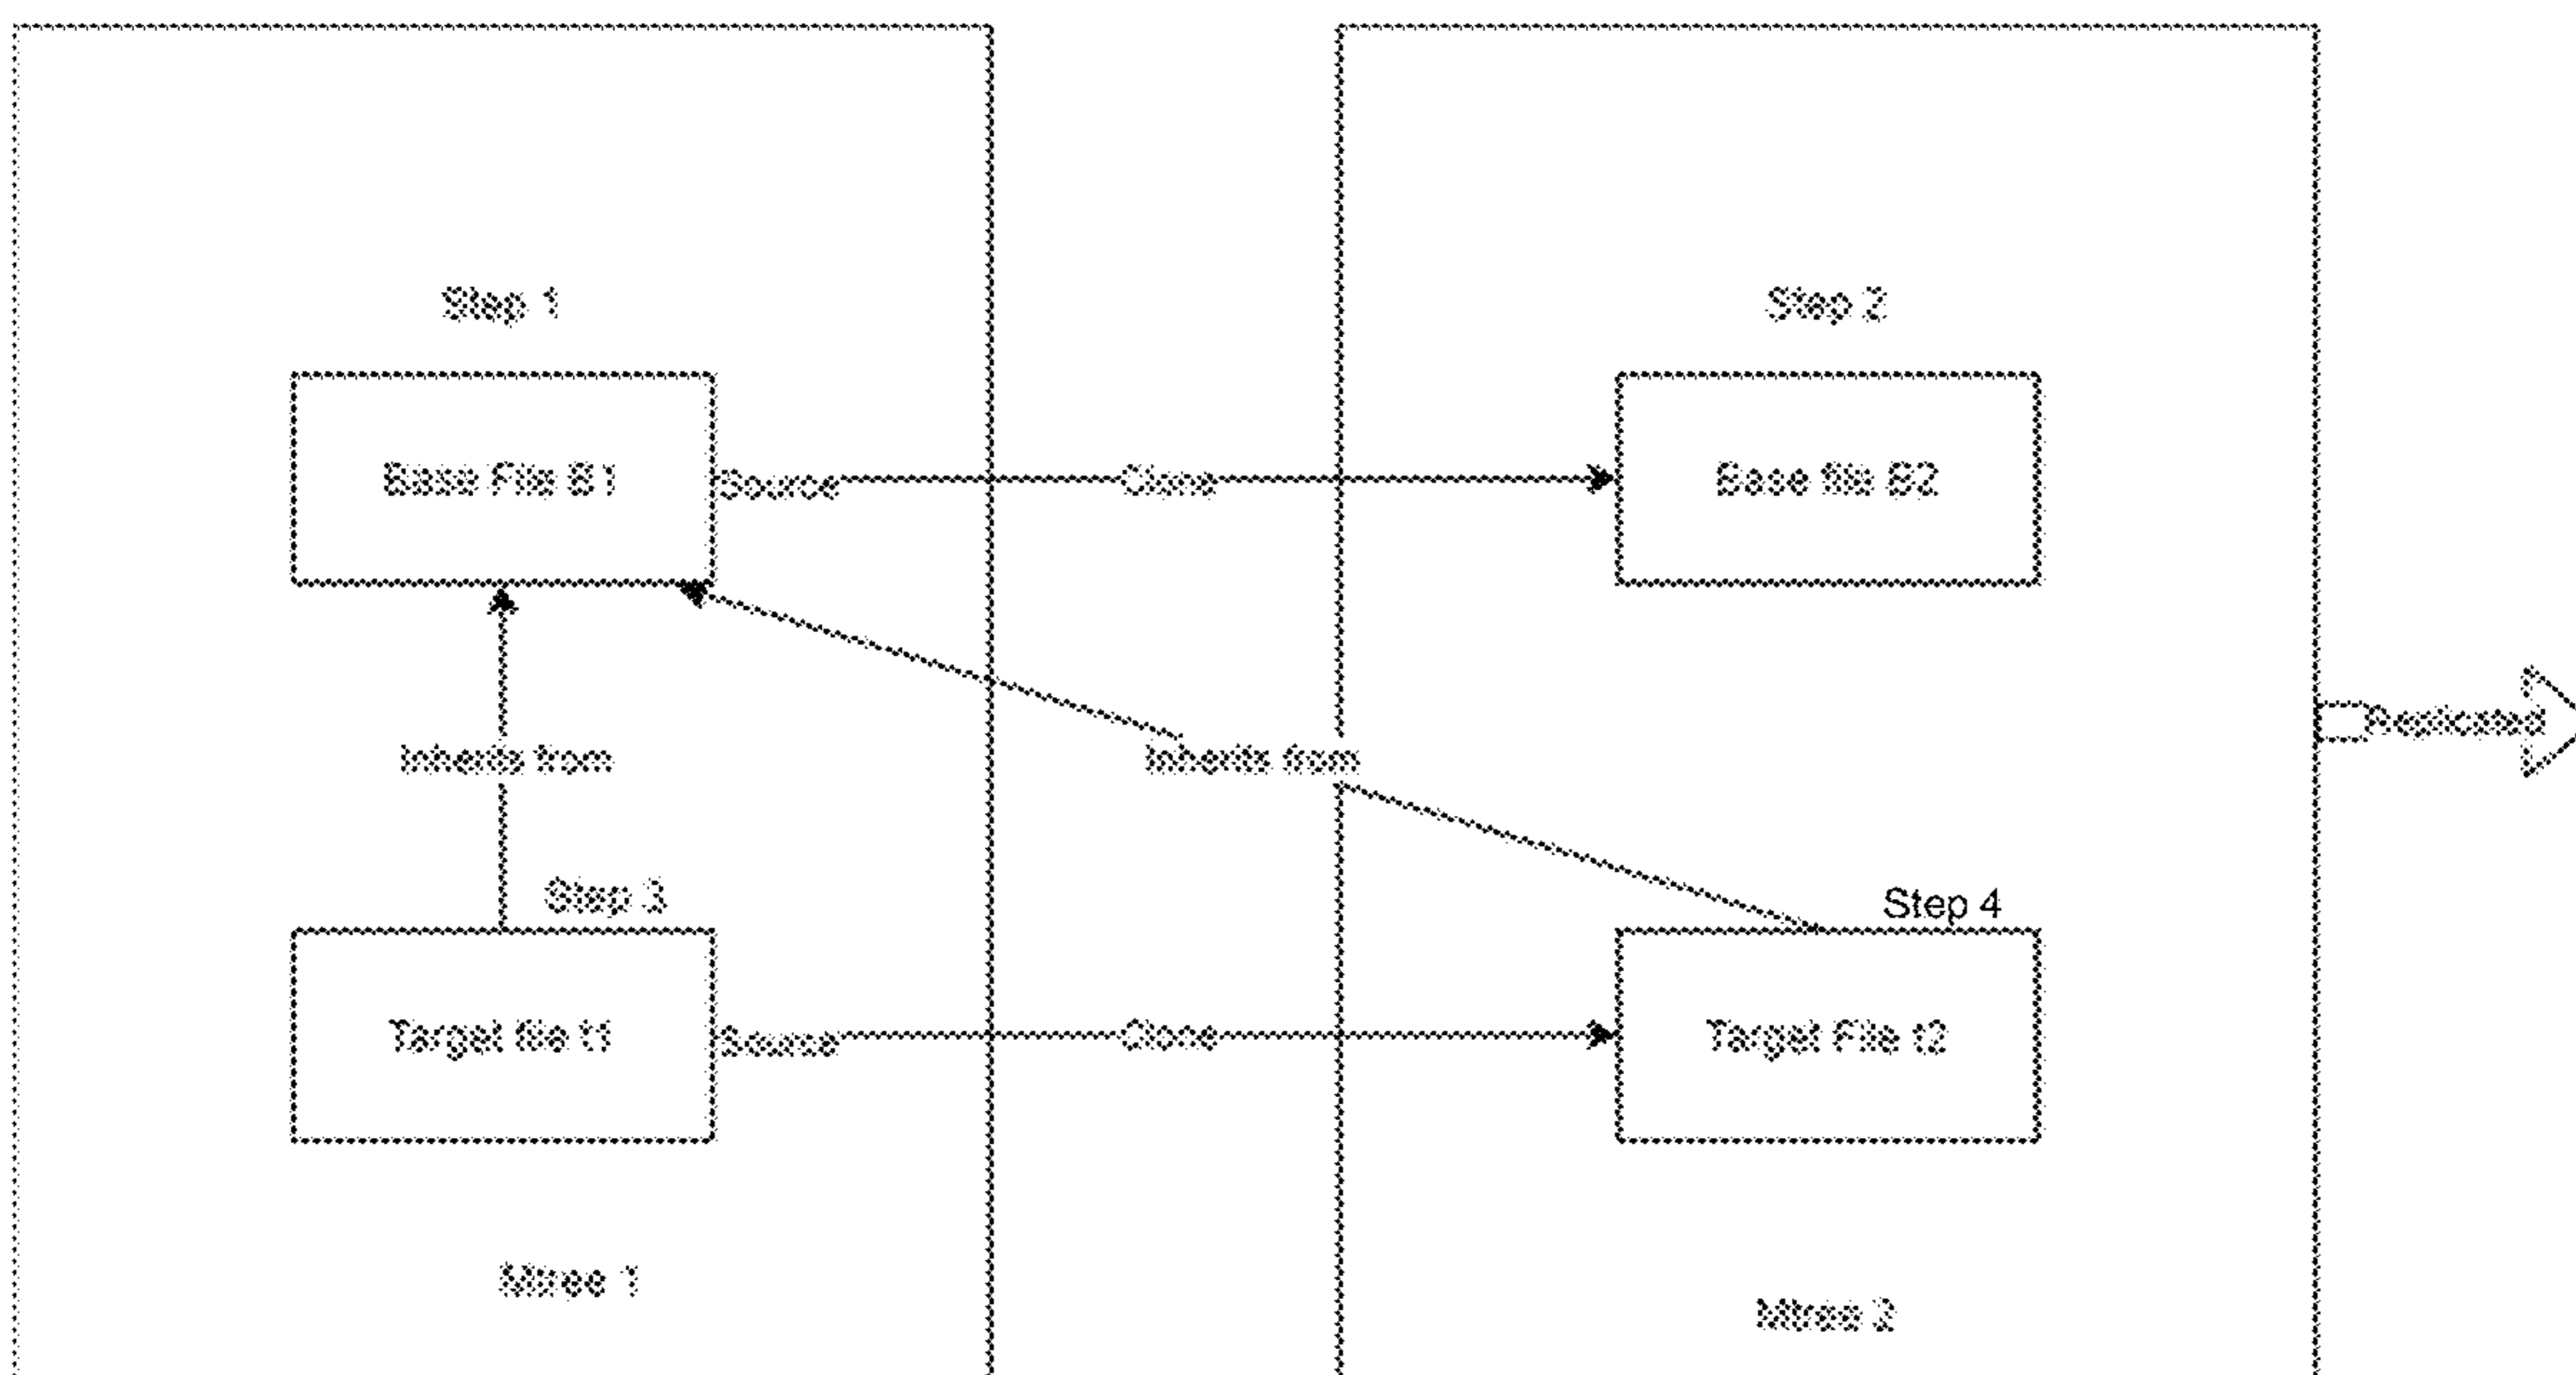 Step 1
Step 2
Base File B1
Source
Clone
Base file B2
Replicated
Inherits from
Inherits from
Step 3
Step 4
Target file t1
Source
Clone
Target File t2
Mtree 1
Mtree 2